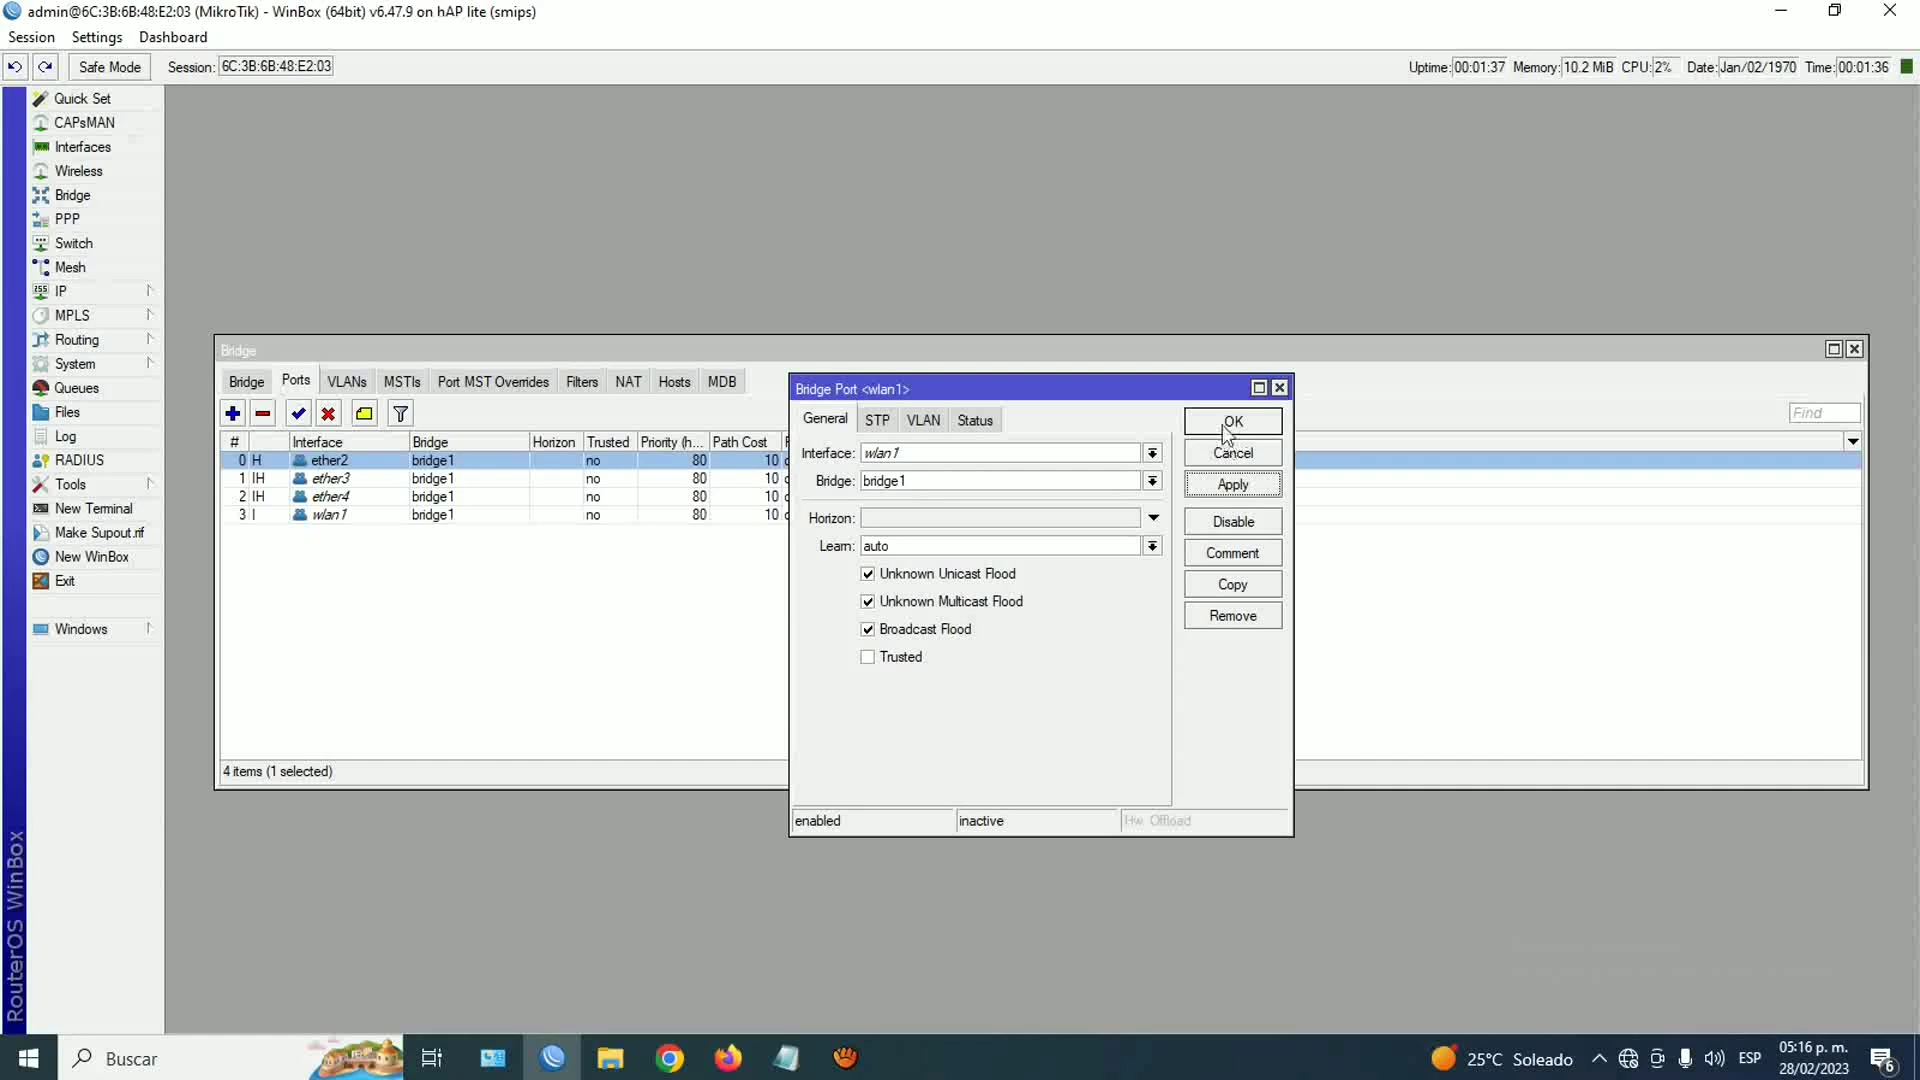 admin@6C:3B:6B:48:E2:03 (MikroTik) - WinBox (64bit) v6.47.9 on hAP lite (smips)
Session Settings Dashboard
Safe Mode Session: 6C:3B:6B:48:E2:03 Uptime: 00:01:37 Memory: 10.2 MiB CPU: 2% Date: Jan/02/1970 Time: 00:01:36
Quick Set
CAPsMAN
Interfaces
Wireless
Bridge
PPP
Switch
Mesh
IP
MPLS
Routing
System
Queues
Files
Log
RADIUS
Tools
New Terminal
Make Supout.rif
New WinBox
Exit
Windows
RouterOS WinBox
Bridge
Bridge Ports VLANs MSTIs Port MST Overrides Filters NAT Hosts MDB
Find
# Interface Bridge Horizon Trusted Priority (h... Path Cost
0 H ether2 bridge1 no 80 10
1 IH ether3 bridge1 no 80 10
2 IH ether4 bridge1 no 80 10
3 I wlan1 bridge1 no 80 10
4 items (1 selected)
Bridge Port <wlan1>
General STP VLAN Status
Interface: wlan1
Bridge: bridge1
Horizon:
Learn: auto
Unknown Unicast Flood
Unknown Multicast Flood
Broadcast Flood
Trusted
OK
Cancel
Apply
Disable
Comment
Copy
Remove
enabled inactive Hw. Offload
Buscar
25°C Soleado ESP 05:16 p. m.
28/02/2023
6